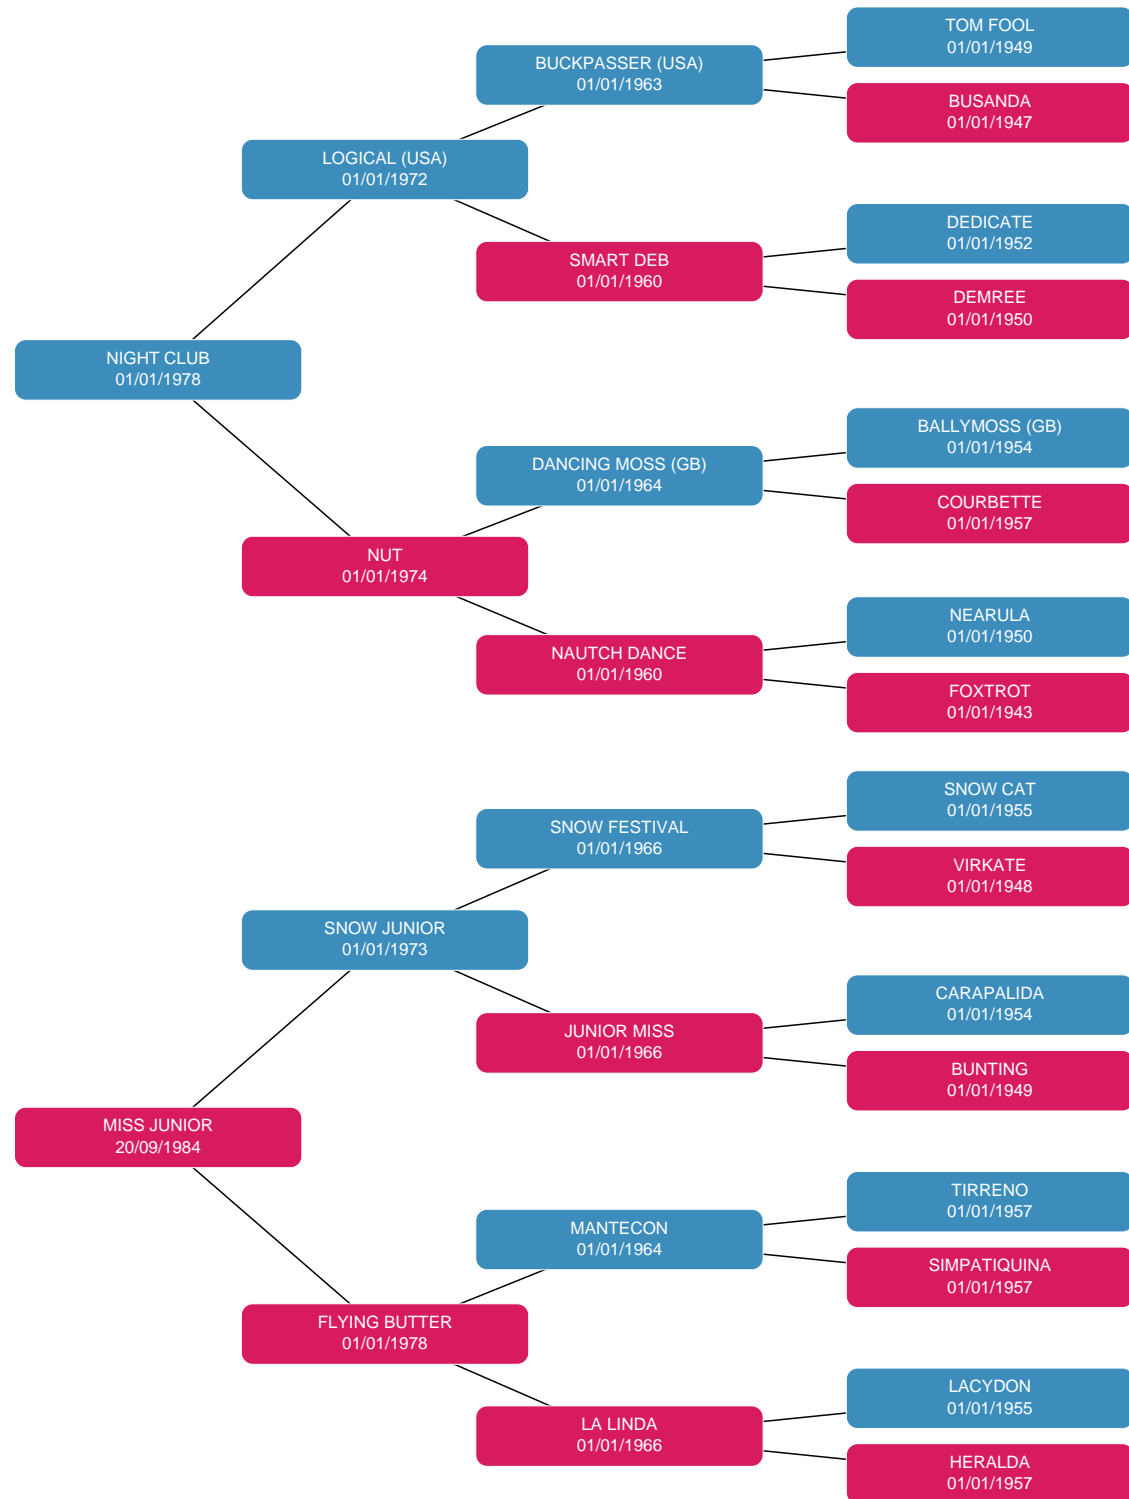 TOM FOOL
01/01/1949
BUCKPASSER (USA)
01/01/1963
BUSANDA
01/01/1947
LOGICAL (USA)
01/01/1972
DEDICATE
01/01/1952
SMART DEB
01/01/1960
DEMREE
01/01/1950
NIGHT CLUB
01/01/1978
BALLYMOSS (GB)
01/01/1954
DANCING MOSS (GB)
01/01/1964
COURBETTE
01/01/1957
NUT
01/01/1974
NEARULA
01/01/1950
NAUTCH DANCE
01/01/1960
FOXTROT
01/01/1943
SNOW CAT
01/01/1955
SNOW FESTIVAL
01/01/1966
VIRKATE
01/01/1948
SNOW JUNIOR
01/01/1973
CARAPALIDA
01/01/1954
JUNIOR MISS
01/01/1966
BUNTING
01/01/1949
MISS JUNIOR
20/09/1984
TIRRENO
01/01/1957
MANTECON
01/01/1964
SIMPATIQUINA
01/01/1957
FLYING BUTTER
01/01/1978
LACYDON
01/01/1955
LA LINDA
01/01/1966
HERALDA
01/01/1957